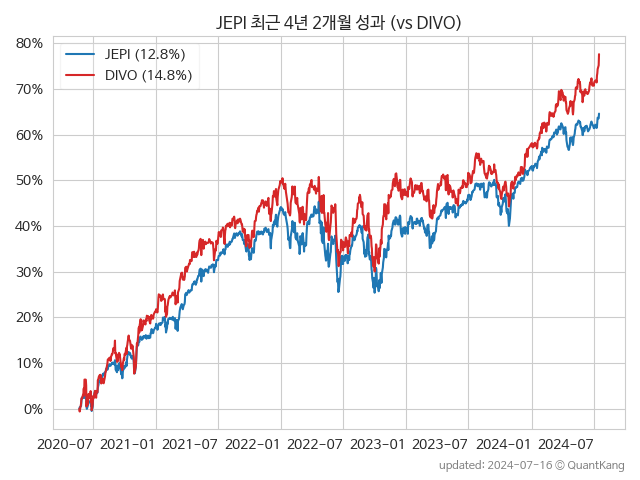 JEPI 최근 4년 2개월 성과 (vs DIVO)
80%
70%
60%
50%
40%
30%
20%
10%
0%
JEPI (12.8%)
DIVO (14.8%)
2020-07 2021-01 2021-07 2022-01 2022-07 2023-01 2023-07 2024-01 2024-07
updated: 2024-07-16 © QuantKang